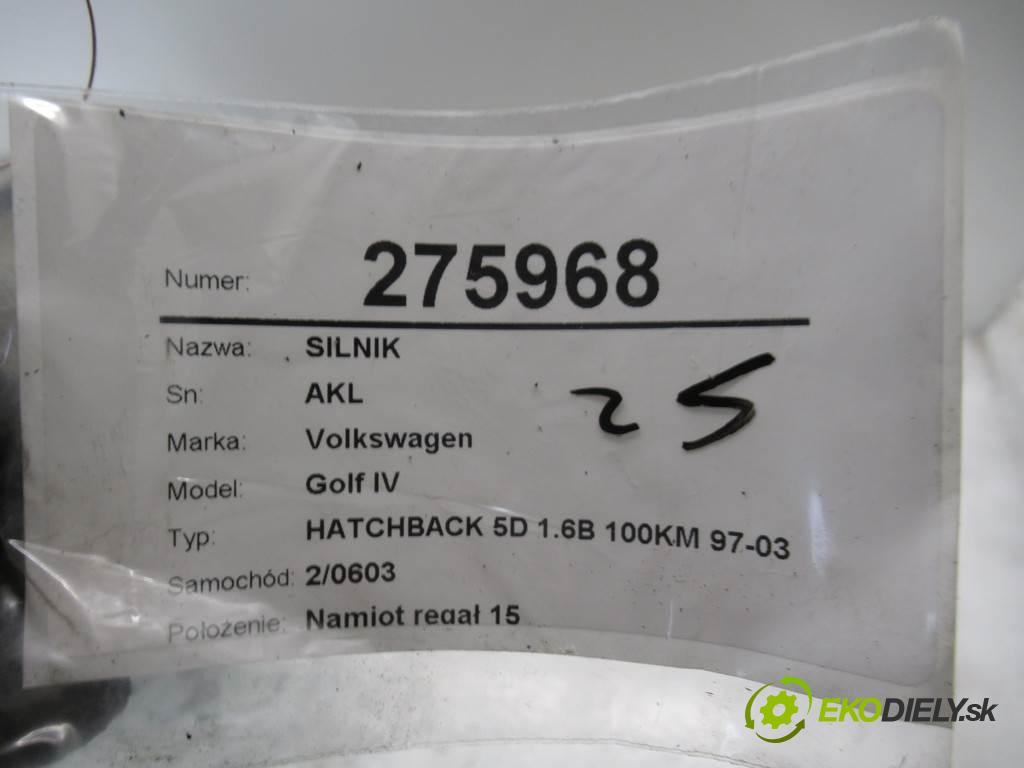 Numer: 275968
Nazwa: SILNIK
Sn: AKL
25
Marka: Volkswagen
Model: Golf IV
Typ: HATCHBACK 5D 1.6B 100KM 97-03
Samochód: 2/0603
Położenie: Namiot regał 15
EKODIELY.sk